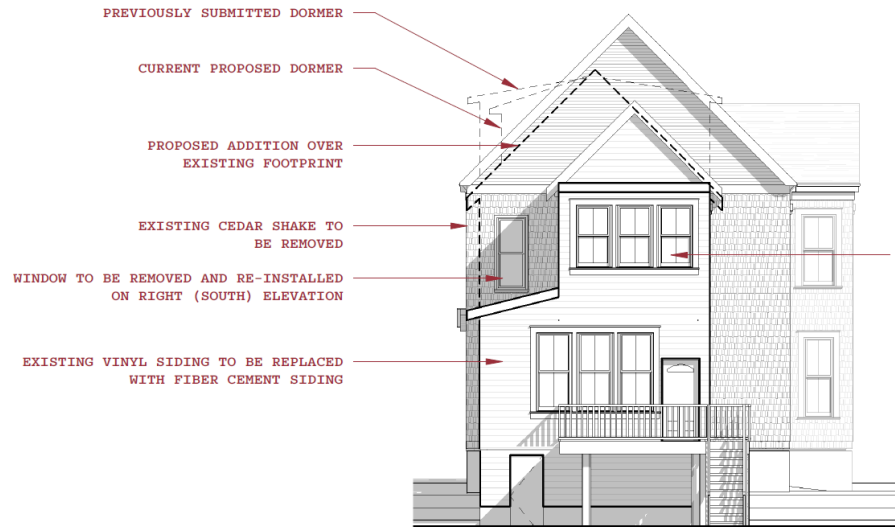 PREVIOUSLY SUBMITTED DORMER
CURRENT PROPOSED DORMER
PROPOSED ADDITION OVER
EXISTING FOOTPRINT
EXISTING CEDAR SHAKE TO
BE REMOVED
WINDOW TO BE REMOVED AND RE-INSTALLED
ON RIGHT (SOUTH) ELEVATION
EXISTING VINYL SIDING TO BE REPLACED
WITH FIBER CEMENT SIDING